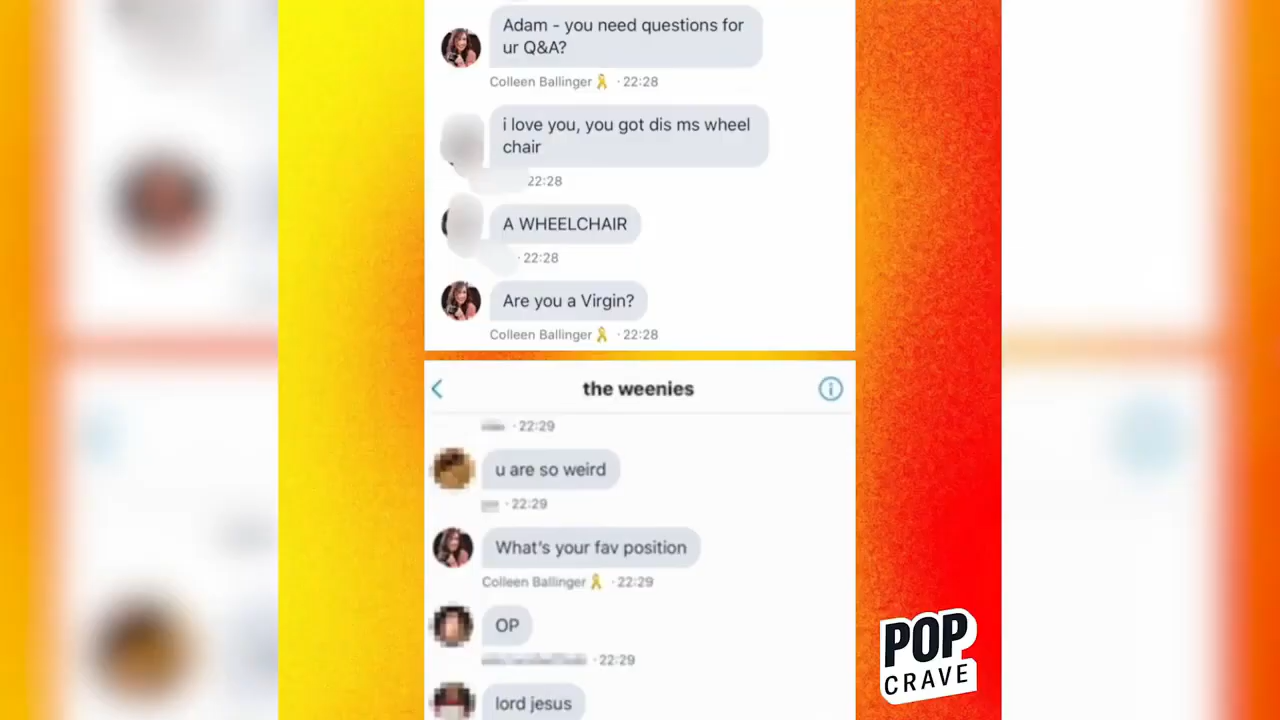 Adam - you need questions for
ur Q&A?
Colleen Ballinger🎗 · 22:28
i love you, you got dis ms wheel
chair
22:28
A WHEELCHAIR
· 22:28
Are you a Virgin?
Colleen Ballinger🎗 · 22:28
the weenies
· 22:29
u are so weird
· 22:29
What's your fav position
Colleen Ballinger🎗 · 22:29
OP
· 22:29
lord jesus
POP
CRAVE